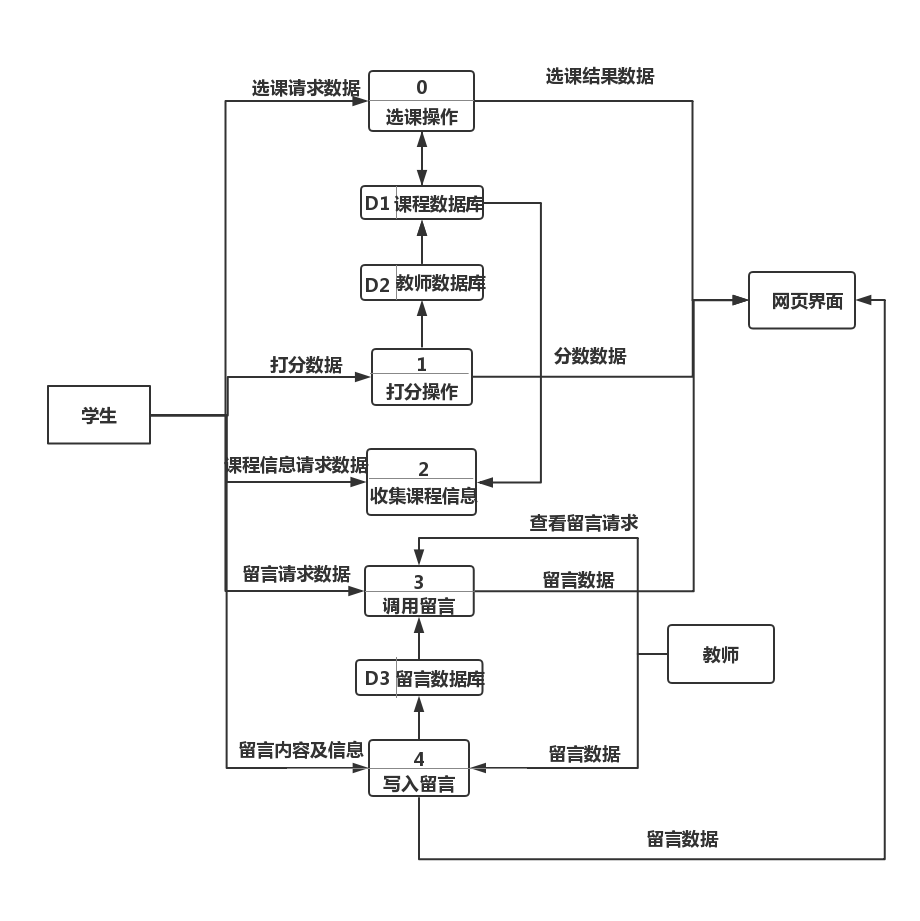 选课请求数据
0
选课操作
选课结果数据
D1 课程数据库
D2 教师数据库
网页界面
打分数据
1
打分操作
分数数据
学生
课程信息请求数据
2
收集课程信息
查看留言请求
留言请求数据
3
调用留言
留言数据
教师
D3 留言数据库
留言内容及信息
4
写入留言
留言数据
留言数据